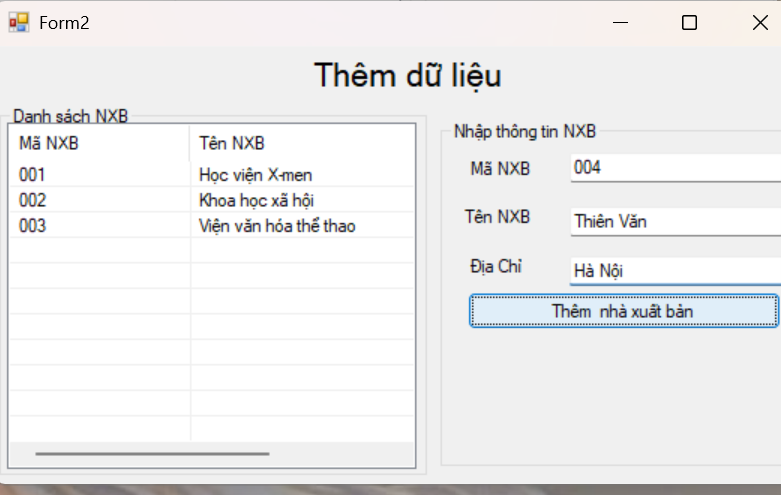 Form2
Thêm dữ liệu
Danh sách NXB
Mã NXB Tên NXB
001 Học viện X-men
002 Khoa học xã hội
003 Viện văn hóa thể thao
Nhập thông tin NXB
Mã NXB 004
Tên NXB Thiên Văn
Địa Chỉ Hà Nội
Thêm nhà xuất bản